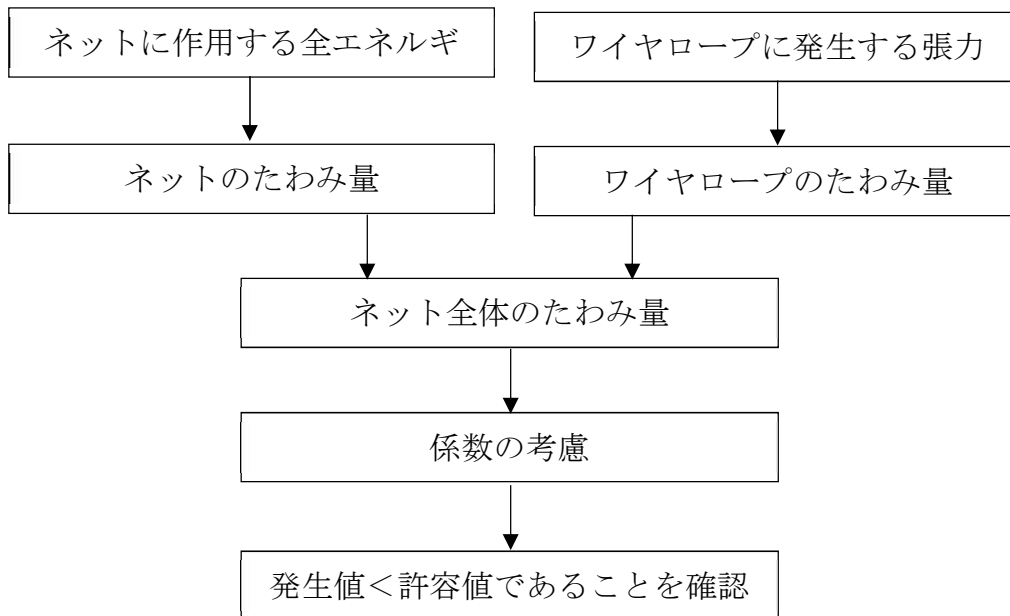 ネットに作用する全エネルギ
ワイヤロープに発生する張力
ネットのたわみ量
ワイヤロープのたわみ量
ネット全体のたわみ量
係数の考慮
発生値<許容値であることを確認